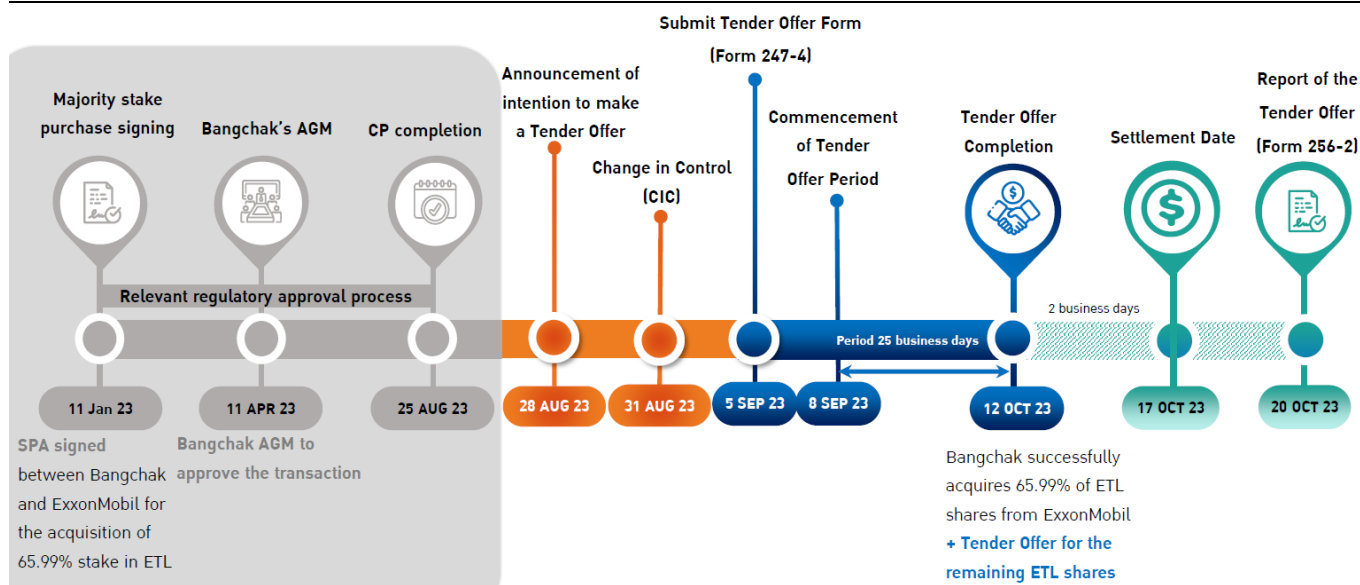 Majority stake
purchase signing
Bangchak's AGM
CP completion
Announcement of
intention to make
a Tender Offer
Change in Control
(CIC)
Submit Tender Offer Form
(Form 247-4)
Commencement
of Tender
Offer Period
Tender Offer
Completion
Settlement Date
Report of the
Tender Offer
(Form 256-2)
Relevant regulatory approval process
Period 25 business days
2 business days
11 Jan 23
11 APR 23
25 AUG 23
28 AUG 23
31 AUG 23
5 SEP 23
8 SEP 23
12 OCT 23
17 OCT 23
20 OCT 23
SPA signed
between Bangchak
and ExxonMobil for
the acquisition of
65.99% stake in ETL
Bangchak AGM to
approve the transaction
Bangchak successfully
acquires 65.99% of ETL
shares from ExxonMobil
+ Tender Offer for the
remaining ETL shares